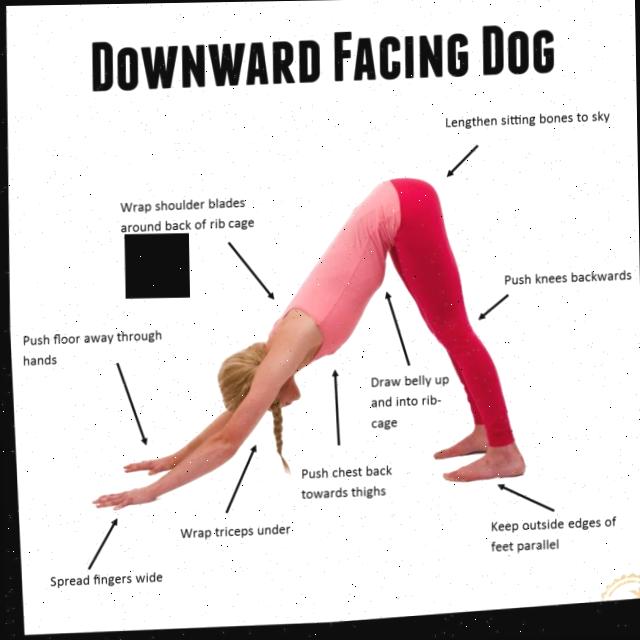 DOWNWARD FACING DOG
Lengthen sitting bones to sky
Wrap shoulder blades
around back of rib cage
Push knees backwards
Push floor away through
hands
Draw belly up
and into rib-
cage
Push chest back
towards thighs
Wrap triceps under
Keep outside edges of
feet parallel
Spread fingers wide